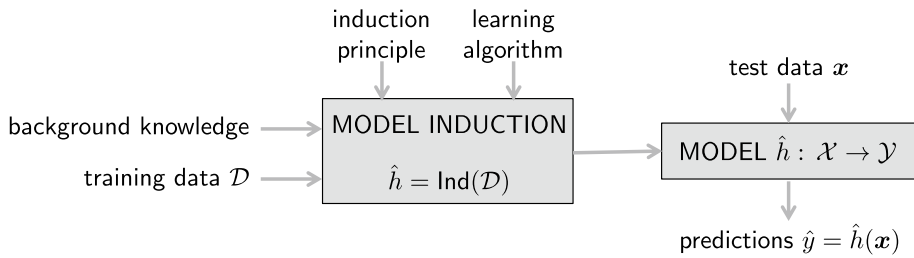 induction
principle
learning
algorithm
background knowledge
training data 𝒟
MODEL INDUCTION
ĥ = Ind(𝒟)
test data 𝒙
MODEL ĥ : 𝒳 → 𝒴
predictions ŷ = ĥ(𝒙)